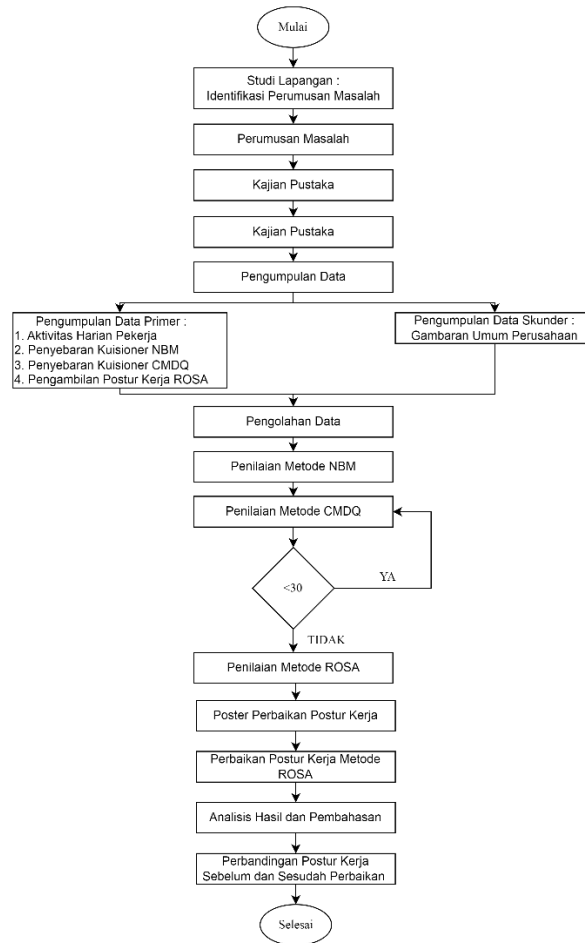 Mulai
Studi Lapangan :
Identifikasi Perumusan Masalah
Perumusan Masalah
Kajian Pustaka
Kajian Pustaka
Pengumpulan Data
Pengumpulan Data Primer :
1. Aktivitas Harian Pekerja
2. Penyebaran Kuisioner NBM
3. Penyebaran Kuisioner CMDQ
4. Pengambilan Postur Kerja ROSA
Pengumpulan Data Skunder :
Gambaran Umum Perusahaan
Pengolahan Data
Penilaian Metode NBM
Penilaian Metode CMDQ
<30
YA
TIDAK
Penilaian Metode ROSA
Poster Perbaikan Postur Kerja
Perbaikan Postur Kerja Metode
ROSA
Analisis Hasil dan Pembahasan
Perbandingan Postur Kerja
Sebelum dan Sesudah Perbaikan
Selesai